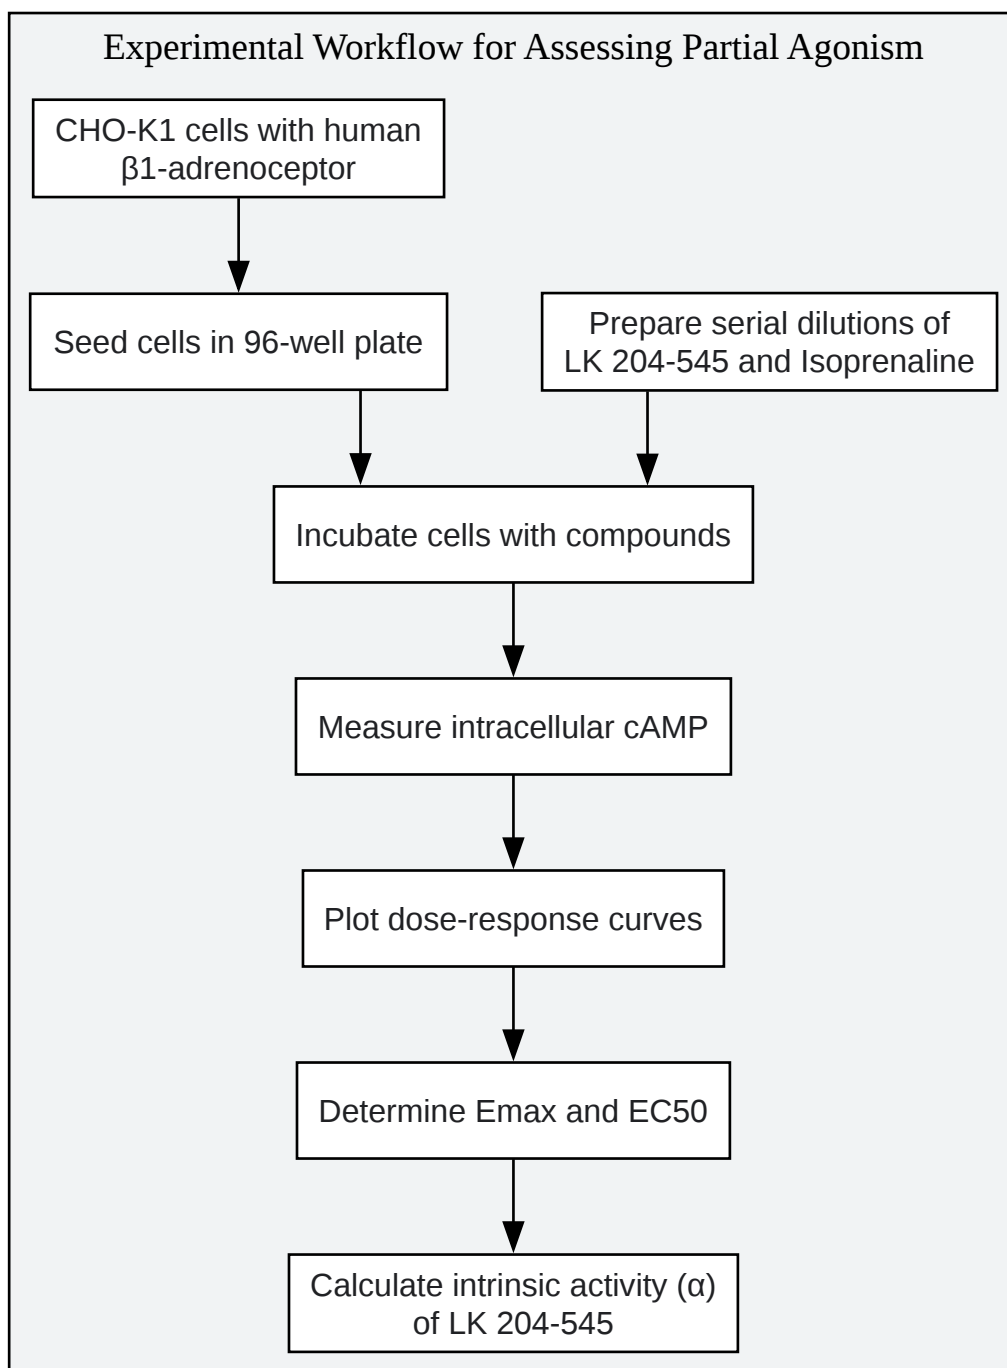 Experimental Workflow for Assessing Partial Agonism
CHO-K1 cells with human
β1-adrenoceptor
Seed cells in 96-well plate
Prepare serial dilutions of
LK 204-545 and Isoprenaline
Incubate cells with compounds
Measure intracellular cAMP
Plot dose-response curves
Determine Emax and EC50
Calculate intrinsic activity (α)
of LK 204-545